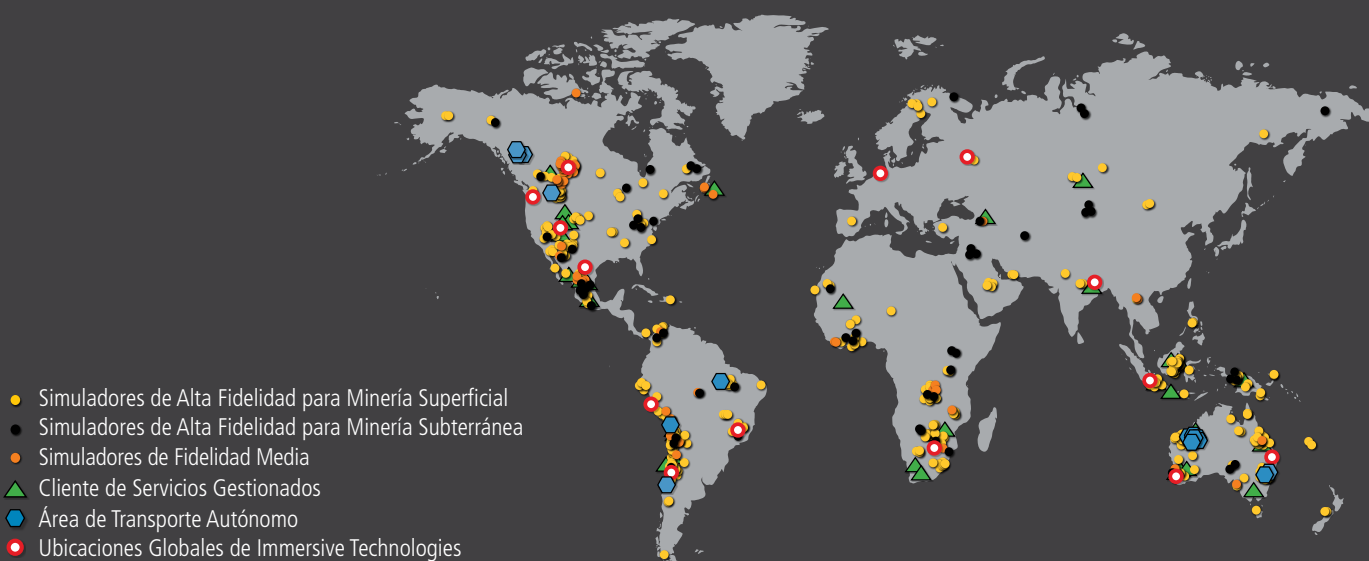 Simuladores de Alta Fidelidad para Minería Superficial
Simuladores de Alta Fidelidad para Minería Subterránea
Simuladores de Fidelidad Media
Cliente de Servicios Gestionados
Área de Transporte Autónomo
Ubicaciones Globales de Immersive Technologies